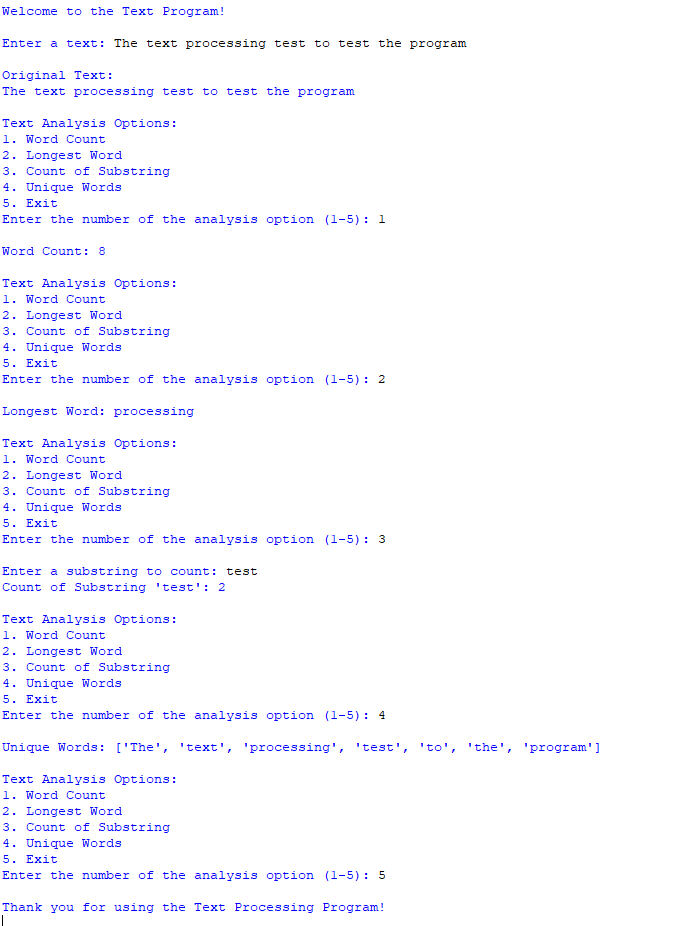 Welcome to the Text Program!
Enter a text: The text processing test to test the program
Original Text:
The text processing test to test the program
Text Analysis Options:
1. Word Count
2. Longest Word
3. Count of Substring
4. Unique Words
5. Exit
Enter the number of the analysis option (1-5): 1
Word Count: 8
Text Analysis Options:
1. Word Count
2. Longest Word
3. Count of Substring
4. Unique Words
5. Exit
Enter the number of the analysis option (1-5): 2
Longest Word: processing
Text Analysis Options:
1. Word Count
2. Longest Word
3. Count of Substring
4. Unique Words
5. Exit
Enter the number of the analysis option (1-5): 3
Enter a substring to count: test
Count of Substring 'test': 2
Text Analysis Options:
1. Word Count
2. Longest Word
3. Count of Substring
4. Unique Words
5. Exit
Enter the number of the analysis option (1-5): 4
Unique Words: ['The', 'text', 'processing', 'test', 'to', 'the', 'program']
Text Analysis Options:
1. Word Count
2. Longest Word
3. Count of Substring
4. Unique Words
5. Exit
Enter the number of the analysis option (1-5): 5
Thank you for using the Text Processing Program!